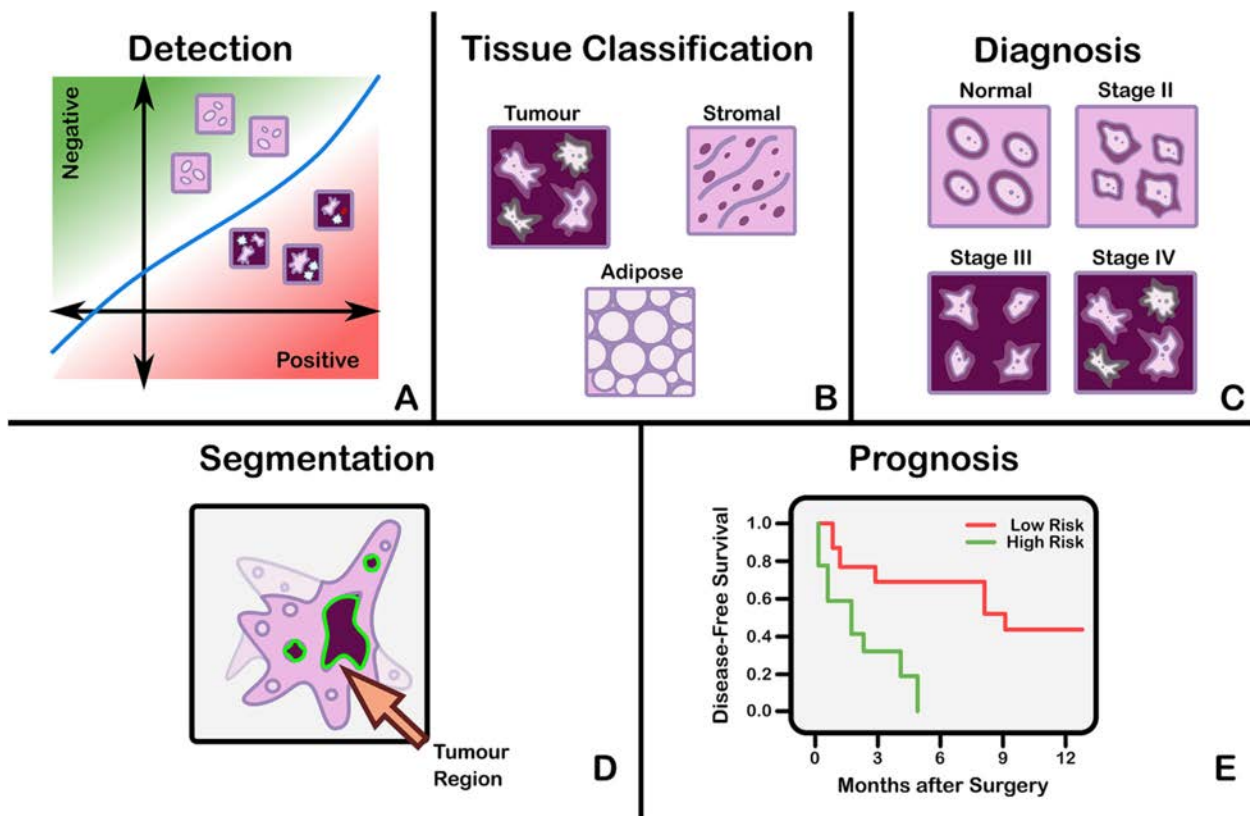 Detection
Negative
Positive
A
Tissue Classification
Tumour
Stromal
Adipose
B
Diagnosis
Normal
Stage II
Stage III
Stage IV
C
Segmentation
Tumour
Region
D
Prognosis
Disease-Free Survival
1.0
0.8
0.6
0.4
0.2
0.0
Low Risk
High Risk
0
3
6
9
12
Months after Surgery
E